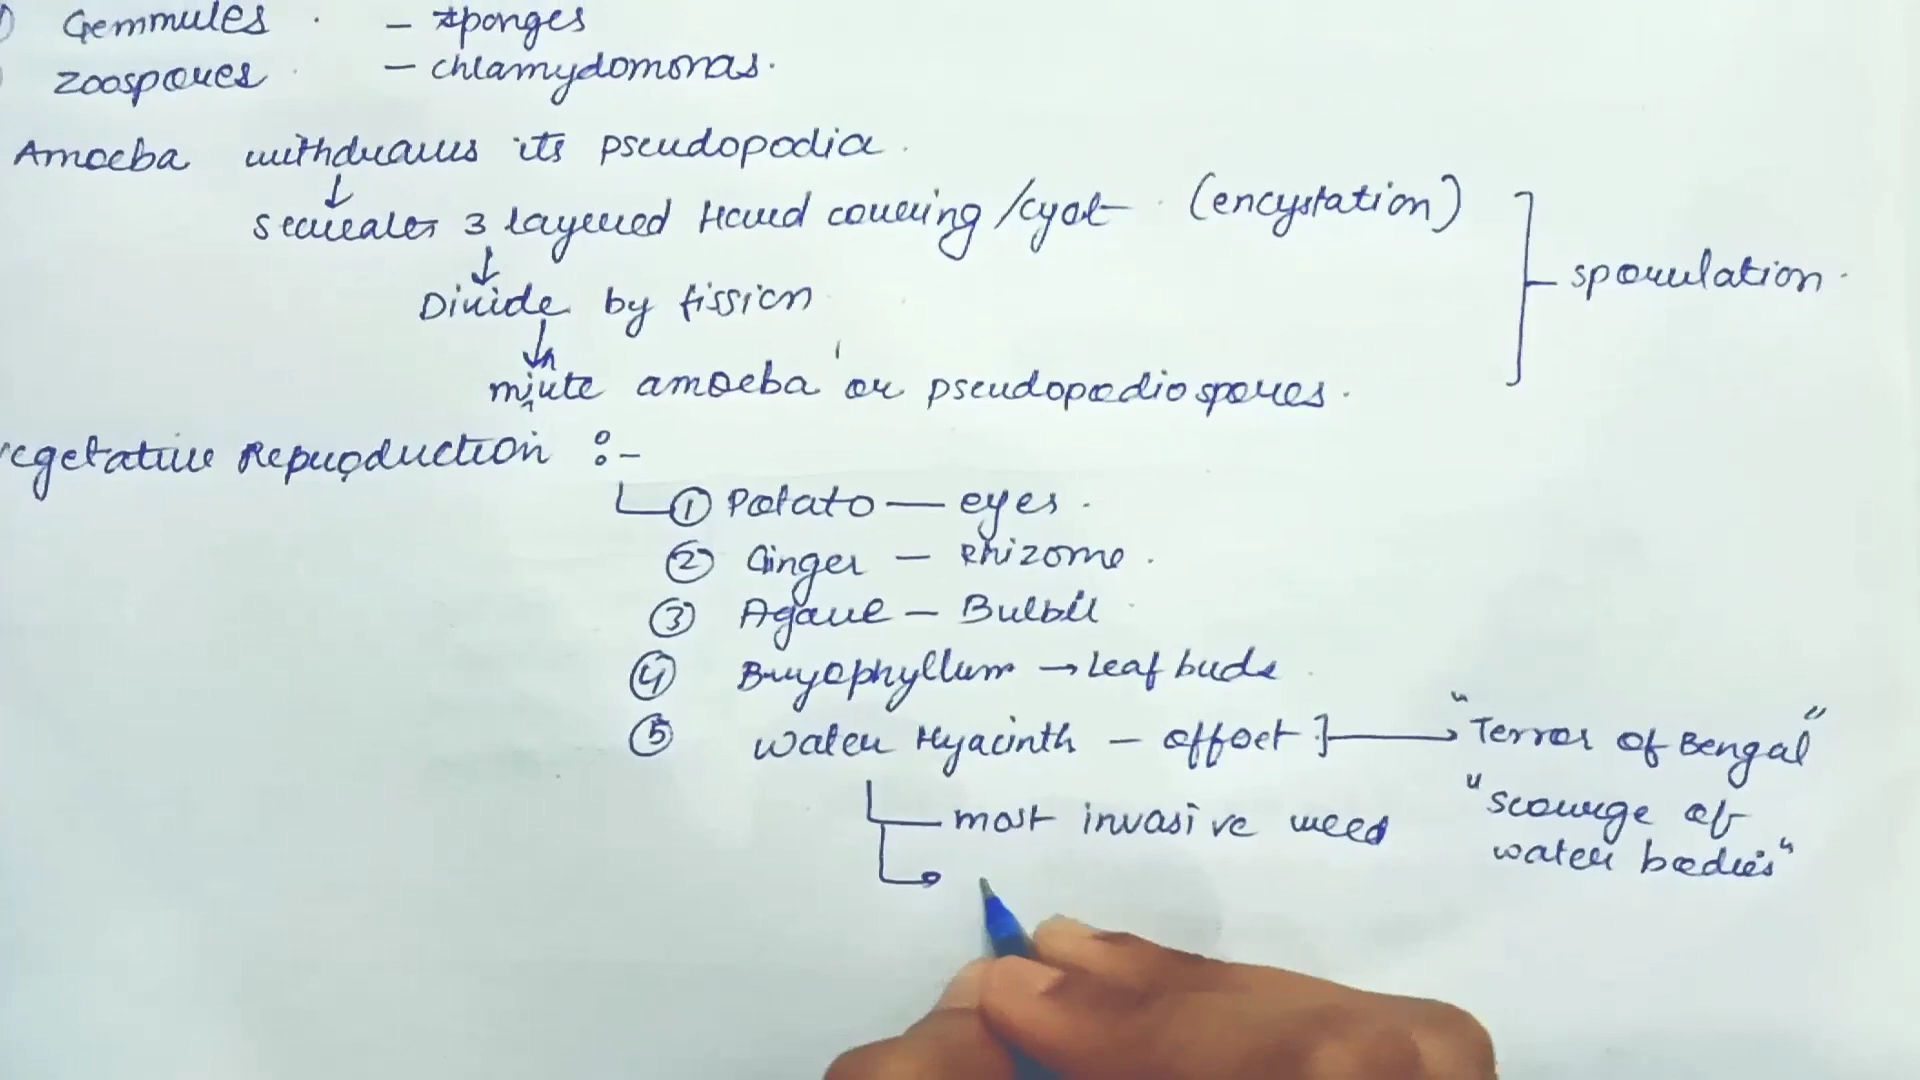 Gemmules. - sponges
zoospores. - chlamydomonas.
Amoeba withdraws its pseudopodia.
↓
secreates 3 layered Hard covering/cyst (encystation)
↓
Divide by fission
sporulation.
↓
minute amoeba or pseudopodiospores.
egetative Reproduction :-
① Potato — eyes.
② Ginger - Rhizome.
③ Agave - Bulbil
④ Bryophyllum → Leaf buds
⑤ water Hyacinth - offset ] → "Terror of Bengal"
"scourge of
water bodies"
most invasive weed